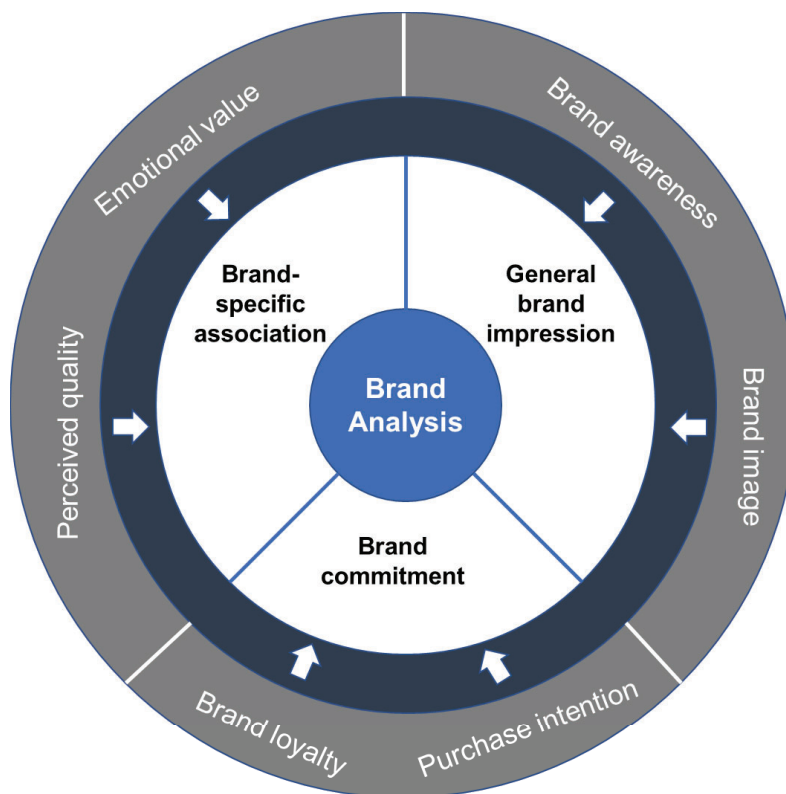 Emotional value
Brand awareness
Brand-
specific
association
General
brand
impression
Brand
Analysis
Perceived quality
Brand image
Brand
commitment
Brand loyalty
Purchase intention